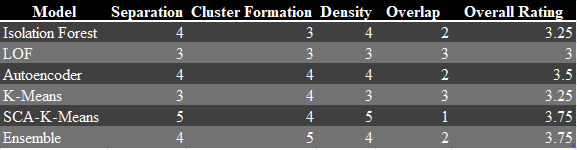 Model Separation Cluster Formation Density Overlap Overall Rating
Isolation Forest 4 3 4 2 3.25
LOF 3 3 3 3 3
Autoencoder 4 4 4 2 3.5
K-Means 3 4 3 3 3.25
SCA-K-Means 5 4 5 1 3.75
Ensemble 4 5 4 2 3.75